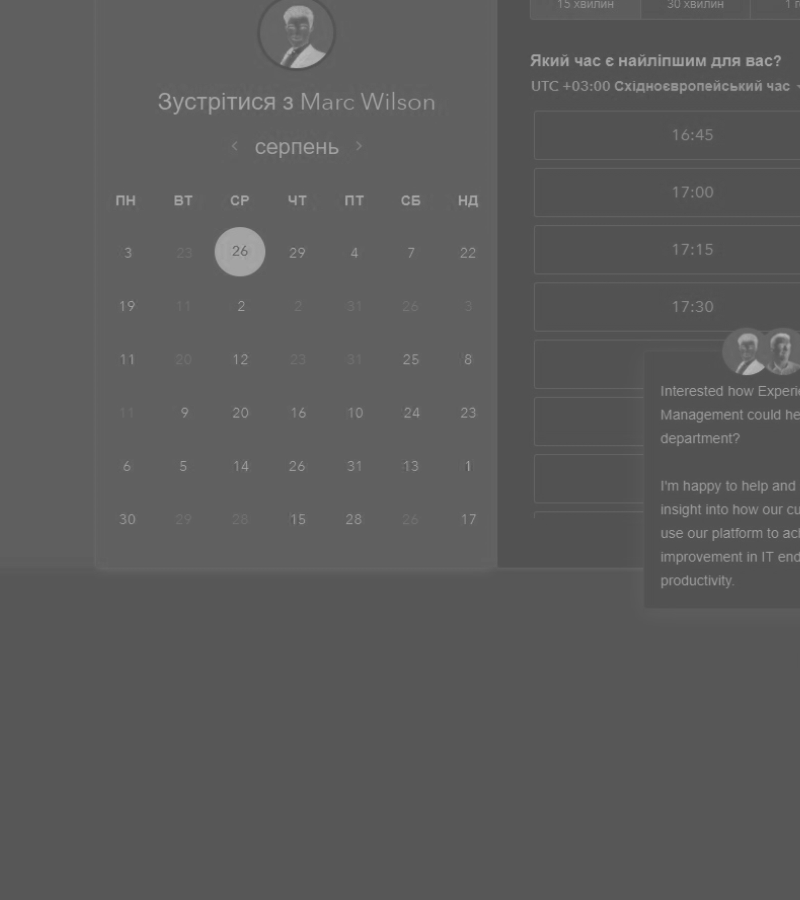 15 хвилин 30 хвилин 1
Який час є найліпшим для вас?
UTC +03:00 Східноєвропейський час
Зустрітися з Marc Wilson
серпень
ПН ВТ СР ЧТ ПТ СБ НД
3 23 26 29 4 7 22
19 11 2 2 31 26 3
11 20 12 23 31 25 8
11 9 20 16 10 24 23
6 5 14 26 31 13 1
30 29 28 15 28 26 17
16:45
17:00
17:15
17:30
Interested how Experie
Management could he
department?
I'm happy to help and
insight into how our cu
use our platform to ac
improvement in IT end
productivity.